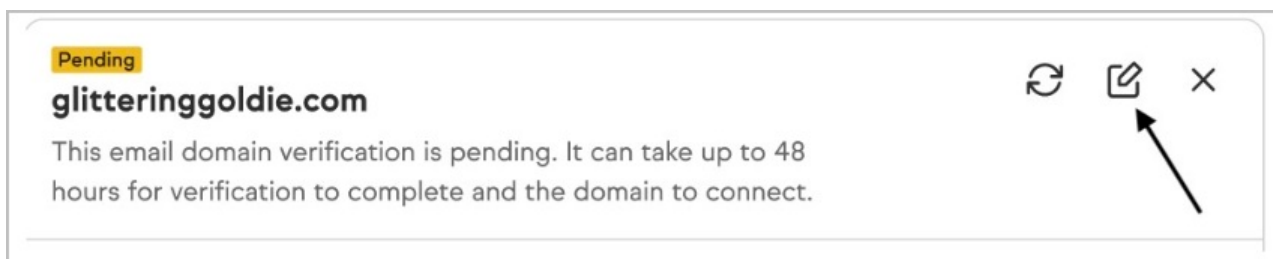 Pending
glitteringgoldie.com
This email domain verification is pending. It can take up to 48
hours for verification to complete and the domain to connect.